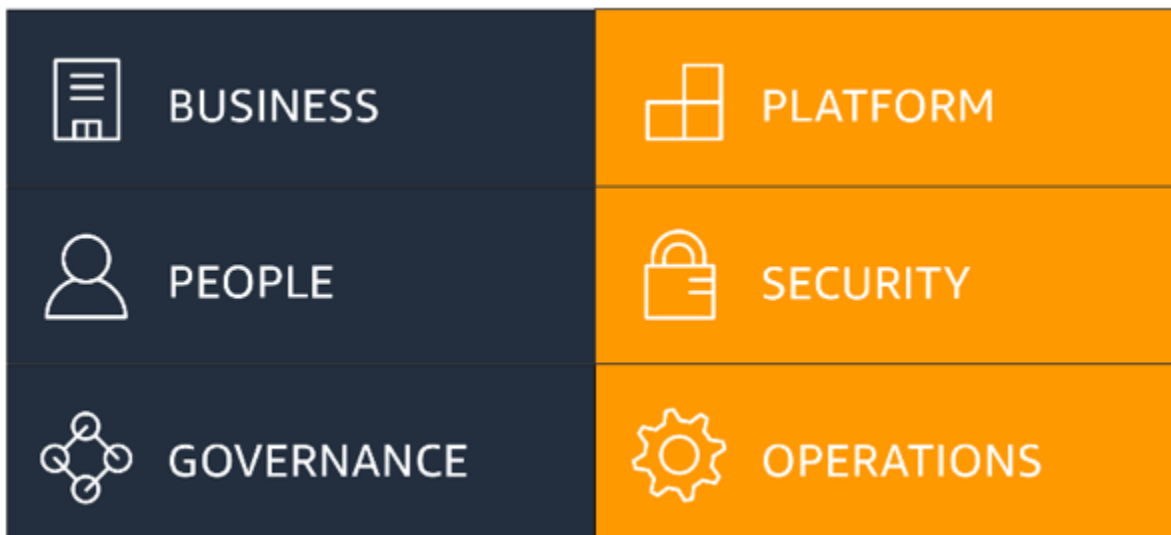 BUSINESS
PLATFORM
PEOPLE
SECURITY
GOVERNANCE
OPERATIONS